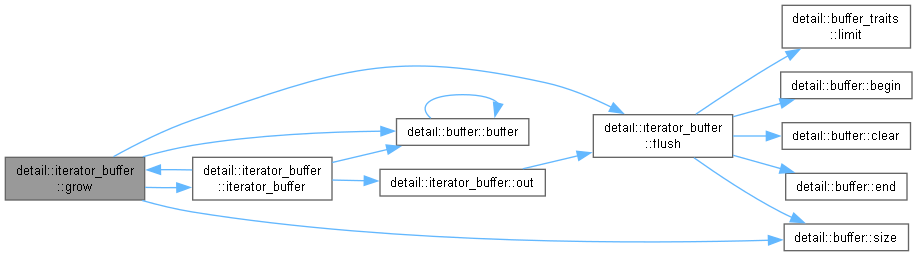 detail::iterator_buffer
::grow
detail::iterator_buffer
::iterator_buffer
detail::buffer::buffer
detail::iterator_buffer::out
detail::iterator_buffer
::flush
detail::buffer_traits
::limit
detail::buffer::begin
detail::buffer::clear
detail::buffer::end
detail::buffer::size